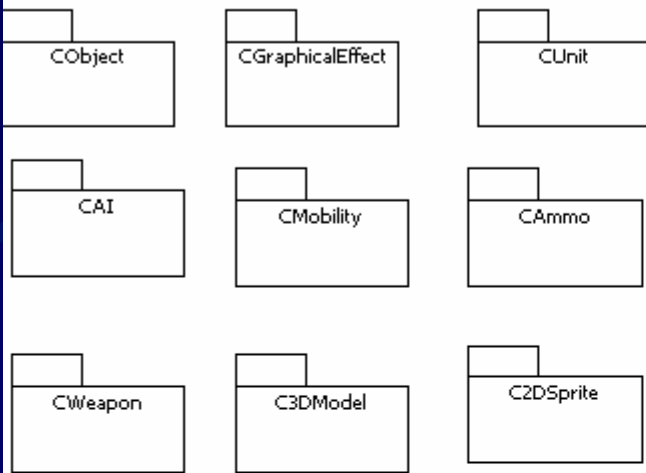 CObject
CGraphicalEffect
CUnit
CAI
CMobility
CAmmo
CWeapon
C3DModel
C2DSprite